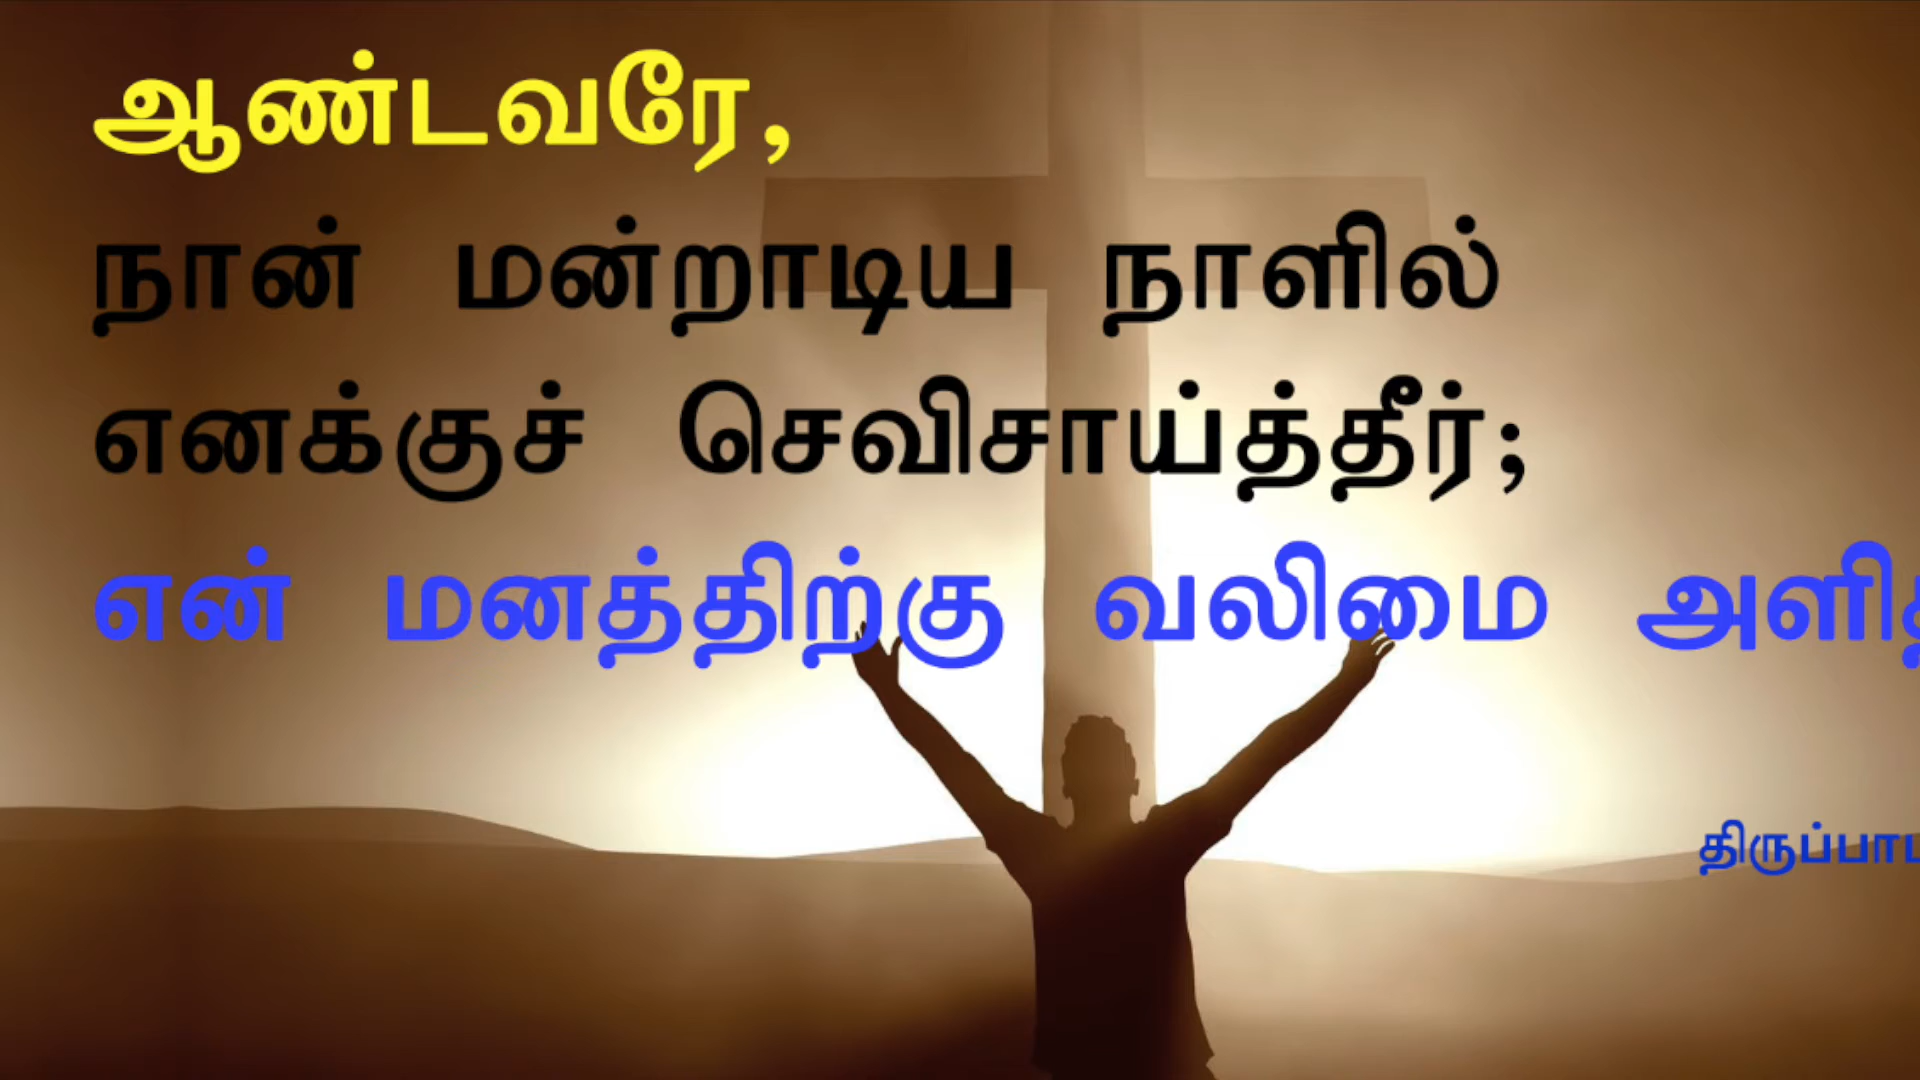 ஆண்டவரே,
நான் மன்றாடிய நாளில்
எனக்குச் செவிசாய்த்தீர்;
என் மனத்திற்கு வலிமை